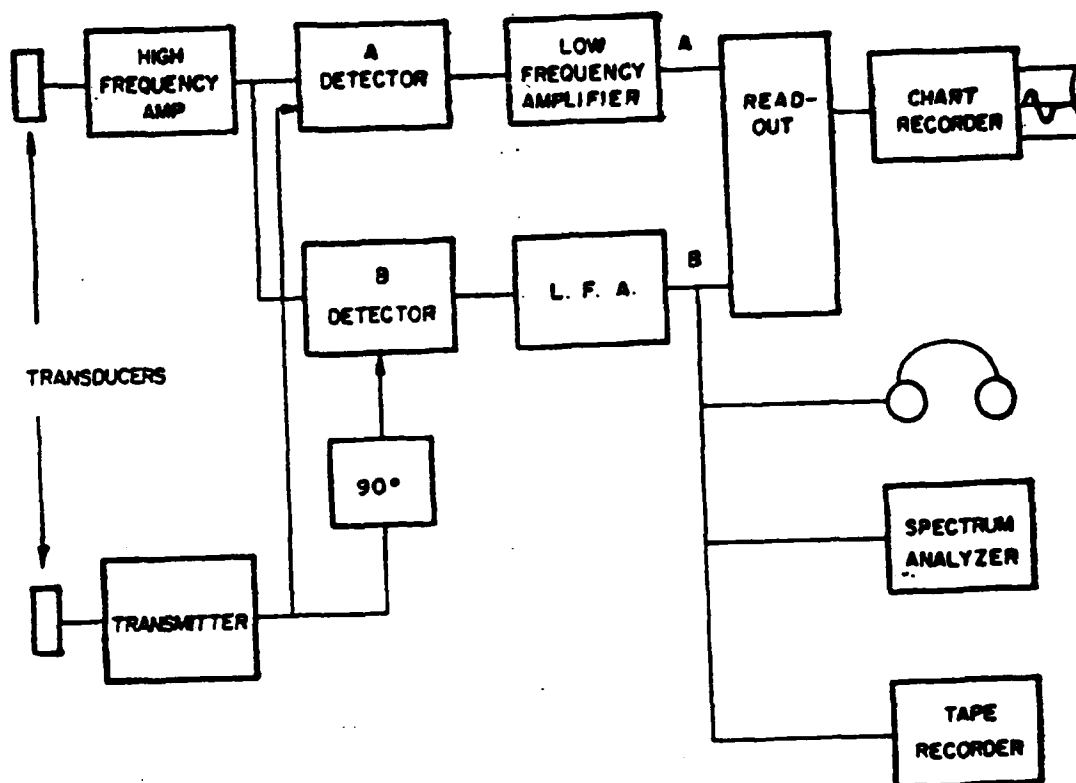 HIGH
FREQUENCY
AMP
A
DETECTOR
LOW
FREQUENCY
AMPLIFIER
A
READ-
OUT
CHART
RECORDER
B
DETECTOR
L. F. A.
B
TRANSDUCERS
90°
SPECTRUM
ANALYZER
TRANSMITTER
TAPE
RECORDER